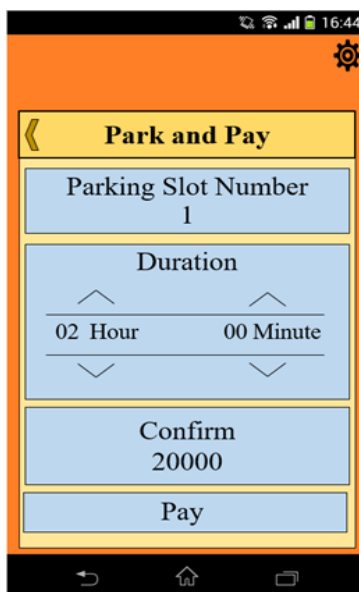 16:44
Park and Pay
Parking Slot Number
1
Duration
02 Hour 00 Minute
Confirm
20000
Pay